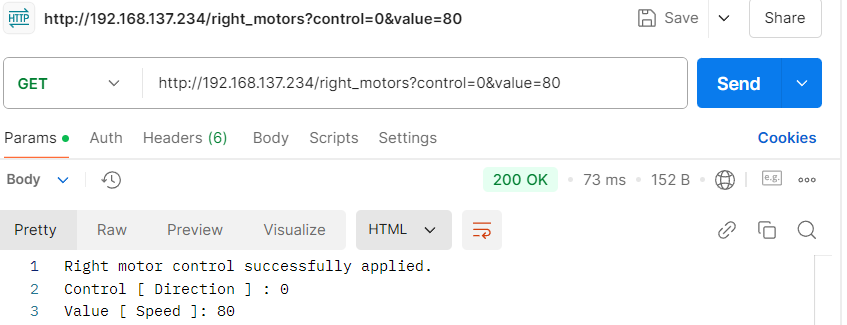 HTTP http://192.168.137.234/right_motors?control=0&value=80 Save Share
GET http://192.168.137.234/right_motors?control=0&value=80 Send
Params Auth Headers (6) Body Scripts Settings Cookies
Body 200 OK 73 ms 152 B e.g.
Pretty Raw Preview Visualize HTML
1 Right motor control successfully applied.
2 Control [ Direction ] : 0
3 Value [ Speed ]: 80